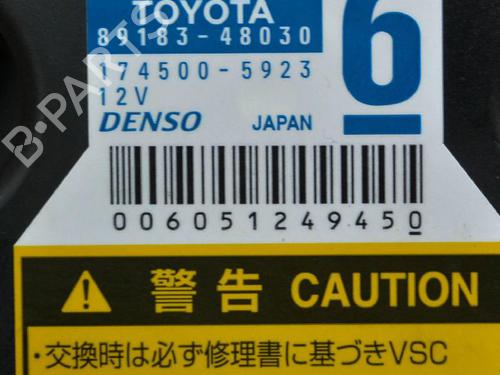 TOYOTA
89183-48030
174500-5923
12V
6
DENSO JAPAN
006051249450
警告 CAUTION
・交換時は必ず修理書に基づきVSC
B-PARTS